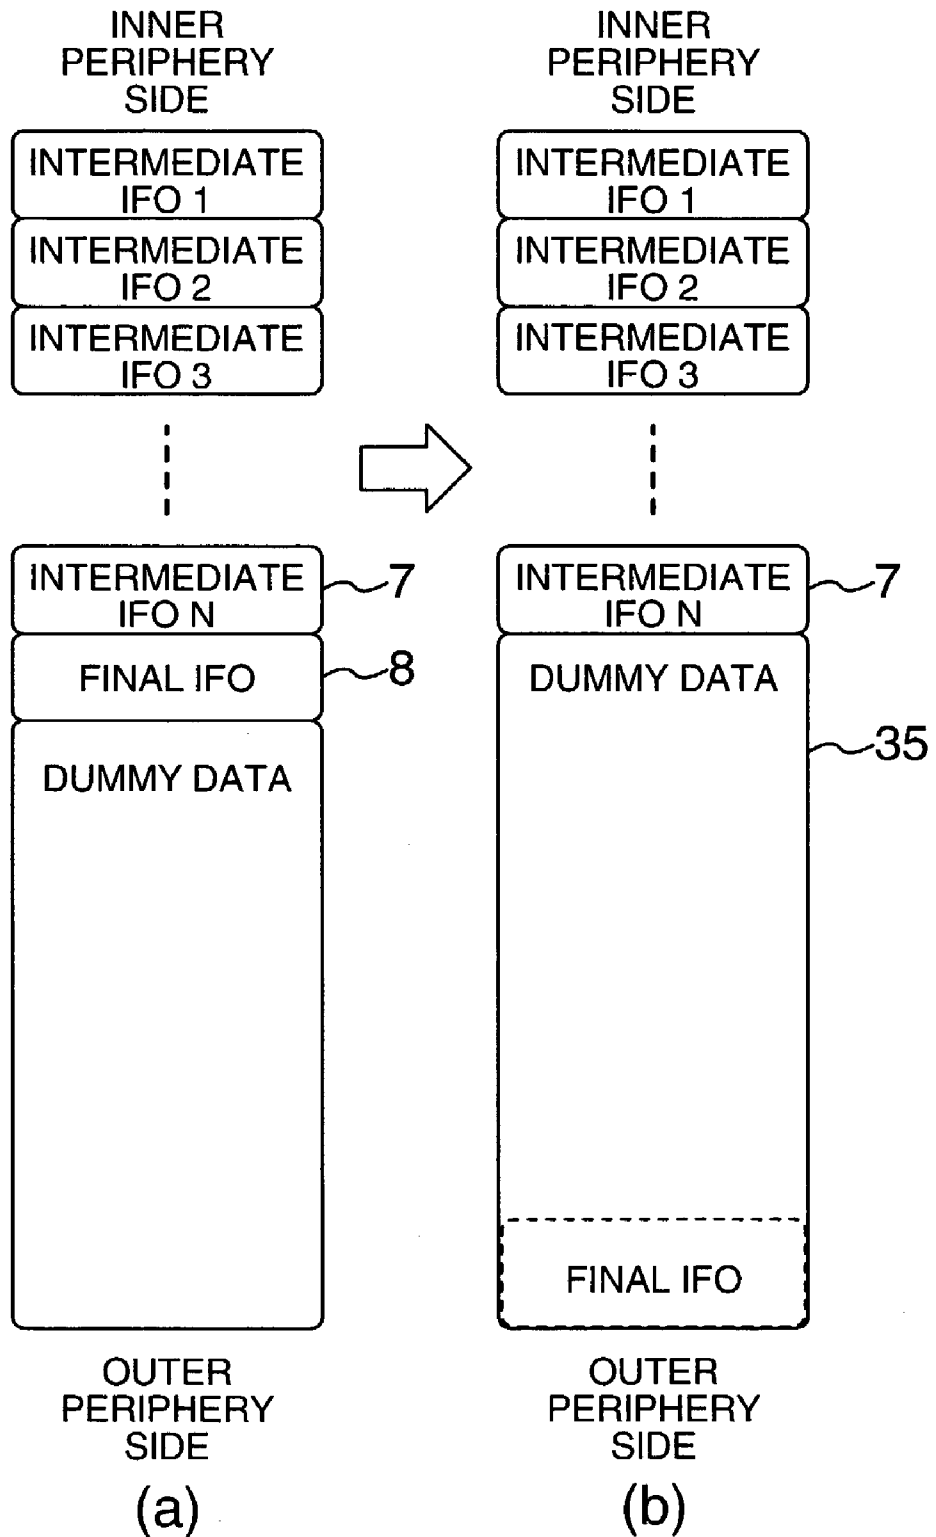 INNER
PERIPHERY
SIDE
INTERMEDIATE
IFO 1
INTERMEDIATE
IFO 2
INTERMEDIATE
IFO 3
INTERMEDIATE
IFO N
7
FINAL IFO
8
DUMMY DATA
OUTER
PERIPHERY
SIDE
(a)
INNER
PERIPHERY
SIDE
INTERMEDIATE
IFO 1
INTERMEDIATE
IFO 2
INTERMEDIATE
IFO 3
INTERMEDIATE
IFO N
7
DUMMY DATA
35
FINAL IFO
OUTER
PERIPHERY
SIDE
(b)